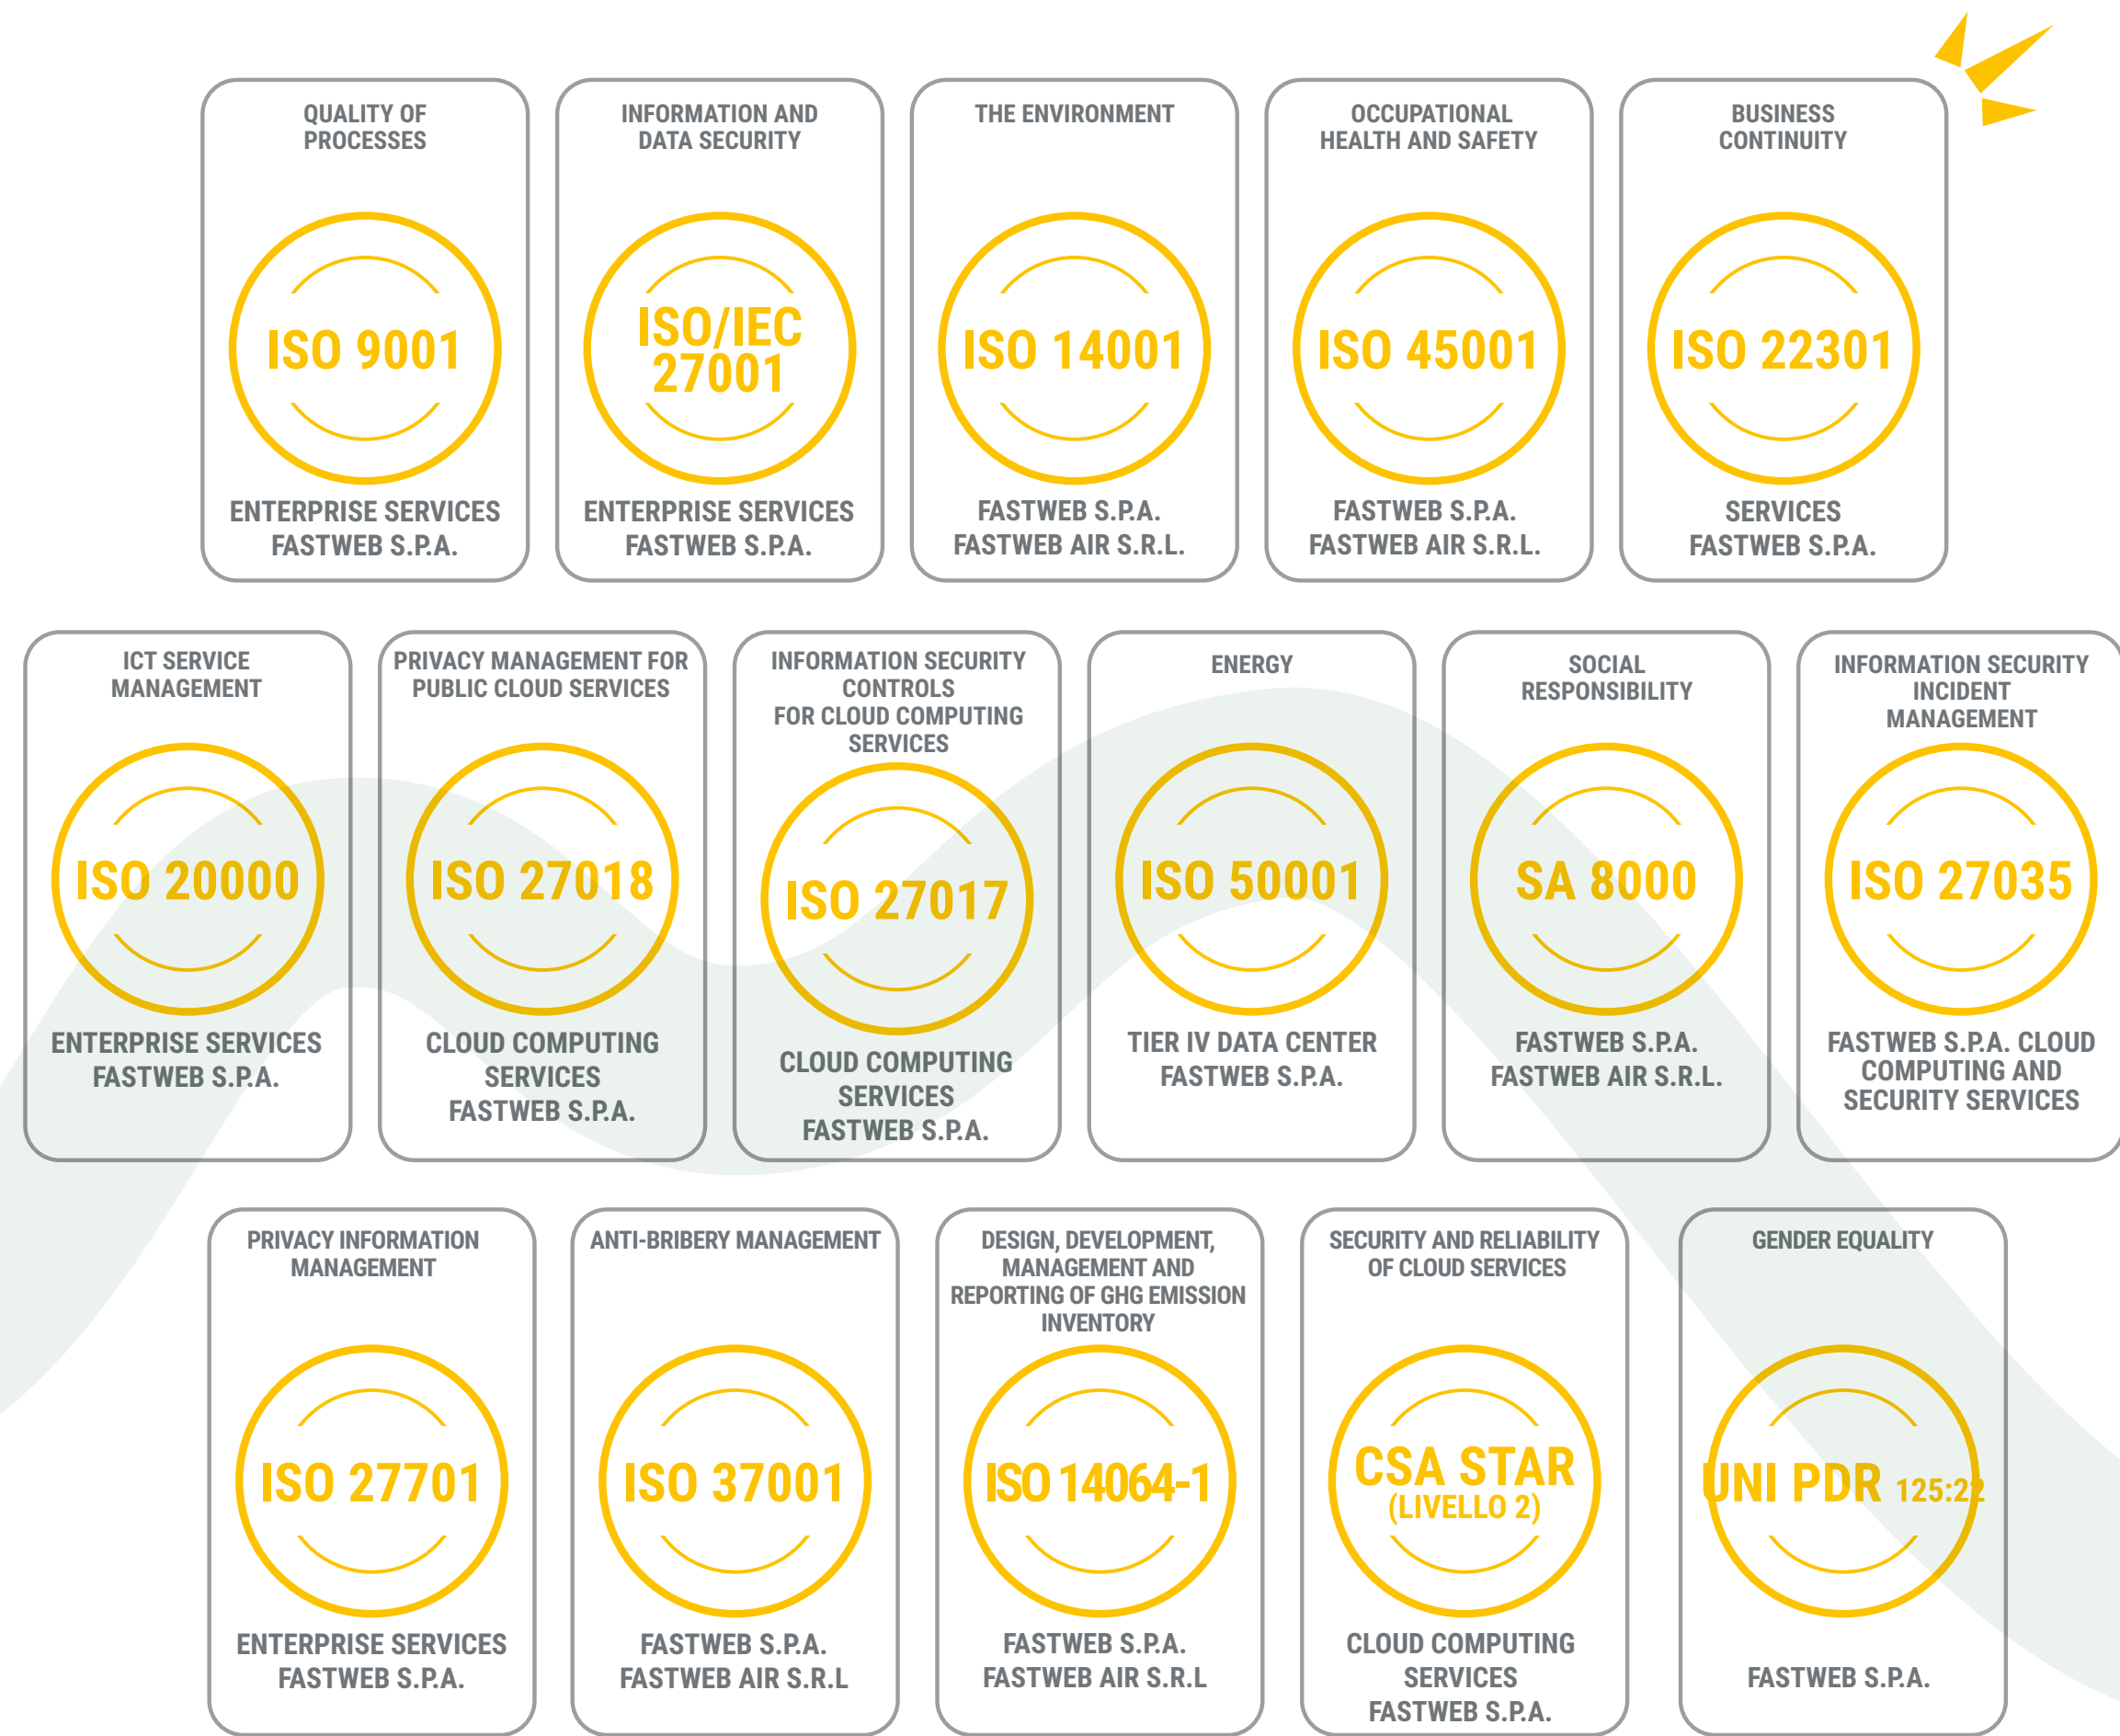 QUALITY OF
PROCESSES
ISO 9001
ENTERPRISE SERVICES
FASTWEB S.P.A.
INFORMATION AND
DATA SECURITY
ISO/IEC
27001
ENTERPRISE SERVICES
FASTWEB S.P.A.
THE ENVIRONMENT
ISO 14001
FASTWEB S.P.A.
FASTWEB AIR S.R.L.
OCCUPATIONAL
HEALTH AND SAFETY
ISO 45001
FASTWEB S.P.A.
FASTWEB AIR S.R.L.
BUSINESS
CONTINUITY
ISO 22301
SERVICES
FASTWEB S.P.A.
ICT SERVICE
MANAGEMENT
ISO 20000
ENTERPRISE SERVICES
FASTWEB S.P.A.
PRIVACY MANAGEMENT FOR
PUBLIC CLOUD SERVICES
ISO 27018
CLOUD COMPUTING
SERVICES
FASTWEB S.P.A.
INFORMATION SECURITY
CONTROLS
FOR CLOUD COMPUTING
SERVICES
ISO 27017
CLOUD COMPUTING
SERVICES
FASTWEB S.P.A.
ENERGY
ISO 50001
TIER IV DATA CENTER
FASTWEB S.P.A.
SOCIAL
RESPONSIBILITY
SA 8000
FASTWEB S.P.A.
FASTWEB AIR S.R.L.
INFORMATION SECURITY
INCIDENT
MANAGEMENT
ISO 27035
FASTWEB S.P.A. CLOUD
COMPUTING AND
SECURITY SERVICES
PRIVACY INFORMATION
MANAGEMENT
ISO 27701
ENTERPRISE SERVICES
FASTWEB S.P.A.
ANTI-BRIBERY MANAGEMENT
ISO 37001
FASTWEB S.P.A.
FASTWEB AIR S.R.L
DESIGN, DEVELOPMENT,
MANAGEMENT AND
REPORTING OF GHG EMISSION
INVENTORY
ISO 14064-1
FASTWEB S.P.A.
FASTWEB AIR S.R.L
SECURITY AND RELIABILITY
OF CLOUD SERVICES
CSA STAR
(LIVELLO 2)
CLOUD COMPUTING
SERVICES
FASTWEB S.P.A.
GENDER EQUALITY
UNI PDR 125:22
FASTWEB S.P.A.